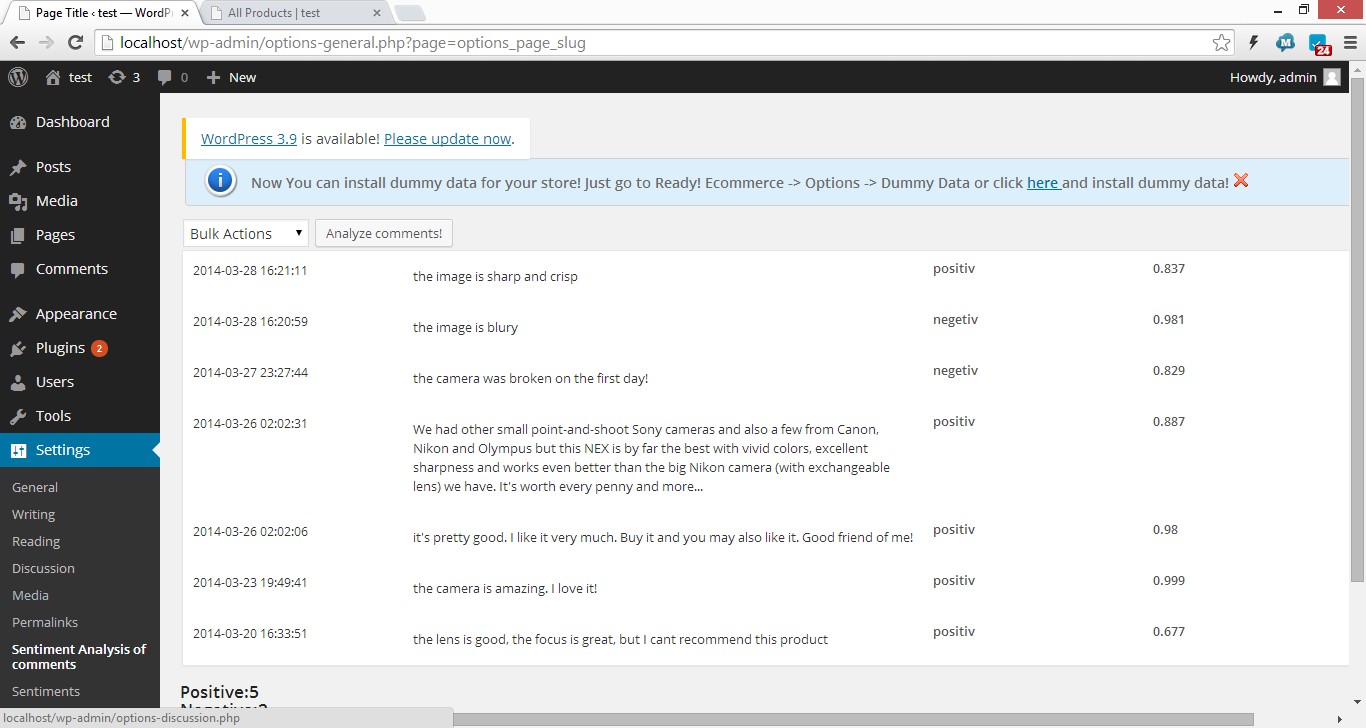 Page Title ‹ test — WordP
All Products | test
localhost/wp-admin/options-general.php?page=options_page_slug
24
test 3 0 New Howdy, admin
Dashboard
Posts
Media
Pages
Comments
Appearance
Plugins 2
Users
Tools
Settings
General
Writing
Reading
Discussion
Media
Permalinks
Sentiment Analysis of
comments
Sentiments
WordPress 3.9 is available! Please update now.
Now You can install dummy data for your store! Just go to Ready! Ecommerce -> Options -> Dummy Data or click here and install dummy data!
Bulk Actions Analyze comments!
2014-03-28 16:21:11 the image is sharp and crisp positiv 0.837
2014-03-28 16:20:59 the image is blury negetiv 0.981
2014-03-27 23:27:44 the camera was broken on the first day! negetiv 0.829
2014-03-26 02:02:31 We had other small point-and-shoot Sony cameras and also a few from Canon, positiv 0.887
Nikon and Olympus but this NEX is by far the best with vivid colors, excellent
sharpness and works even better than the big Nikon camera (with exchangeable
lens) we have. It's worth every penny and more...
2014-03-26 02:02:06 it's pretty good. I like it very much. Buy it and you may also like it. Good friend of me! positiv 0.98
2014-03-23 19:49:41 the camera is amazing. I love it! positiv 0.999
2014-03-20 16:33:51 the lens is good, the focus is great, but I cant recommend this product positiv 0.677
Positive:5
Negative:2
localhost/wp-admin/options-discussion.php